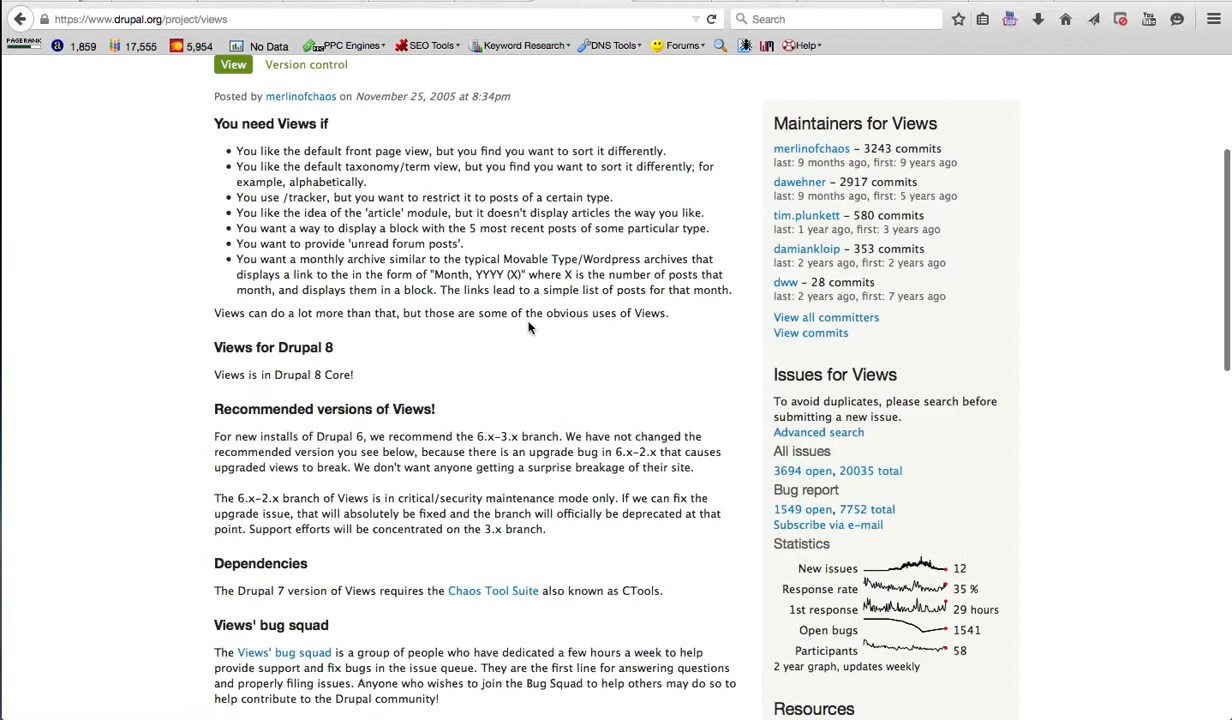 https://www.drupal.org/project/views
Search
PAGERANK
1,859
17,555
5,954
No Data
PPC Engines
SEO Tools
Keyword Research
DNS Tools
Forums
Help
View
Version control
Posted by merlinofchaos on November 25, 2005 at 8:34pm
You need Views if
• You like the default front page view, but you find you want to sort it differently.
• You like the default taxonomy/term view, but you find you want to sort it differently; for
example, alphabetically.
• You use /tracker, but you want to restrict it to posts of a certain type.
• You like the idea of the 'article' module, but it doesn't display articles the way you like.
• You want a way to display a block with the 5 most recent posts of some particular type.
• You want to provide 'unread forum posts'.
• You want a monthly archive similar to the typical Movable Type/Wordpress archives that
displays a link to the in the form of "Month, YYYY (X)" where X is the number of posts that
month, and displays them in a block. The links lead to a simple list of posts for that month.
Views can do a lot more than that, but those are some of the obvious uses of Views.
Views for Drupal 8
Views is in Drupal 8 Core!
Recommended versions of Views!
For new installs of Drupal 6, we recommend the 6.x-3.x branch. We have not changed the
recommended version you see below, because there is an upgrade bug in 6.x-2.x that causes
upgraded views to break. We don't want anyone getting a surprise breakage of their site.
The 6.x-2.x branch of Views is in critical/security maintenance mode only. If we can fix the
upgrade issue, that will absolutely be fixed and the branch will officially be deprecated at that
point. Support efforts will be concentrated on the 3.x branch.
Dependencies
The Drupal 7 version of Views requires the Chaos Tool Suite also known as CTools.
Views' bug squad
The Views' bug squad is a group of people who have dedicated a few hours a week to help
provide support and fix bugs in the issue queue. They are the first line for answering questions
and properly filing issues. Anyone who wishes to join the Bug Squad to help others may do so to
help contribute to the Drupal community!
Maintainers for Views
merlinofchaos – 3243 commits
last: 9 months ago, first: 9 years ago
dawehner – 2917 commits
last: 9 months ago, first: 5 years ago
tim.plunkett – 580 commits
last: 1 year ago, first: 3 years ago
damiankloip – 353 commits
last: 2 years ago, first: 2 years ago
dww – 28 commits
last: 2 years ago, first: 7 years ago
View all committers
View commits
Issues for Views
To avoid duplicates, please search before
submitting a new issue.
Advanced search
All issues
3694 open, 20035 total
Bug report
1549 open, 7752 total
Subscribe via e-mail
Statistics
New issues 12
Response rate 35 %
1st response 29 hours
Open bugs 1541
Participants 58
2 year graph, updates weekly
Resources